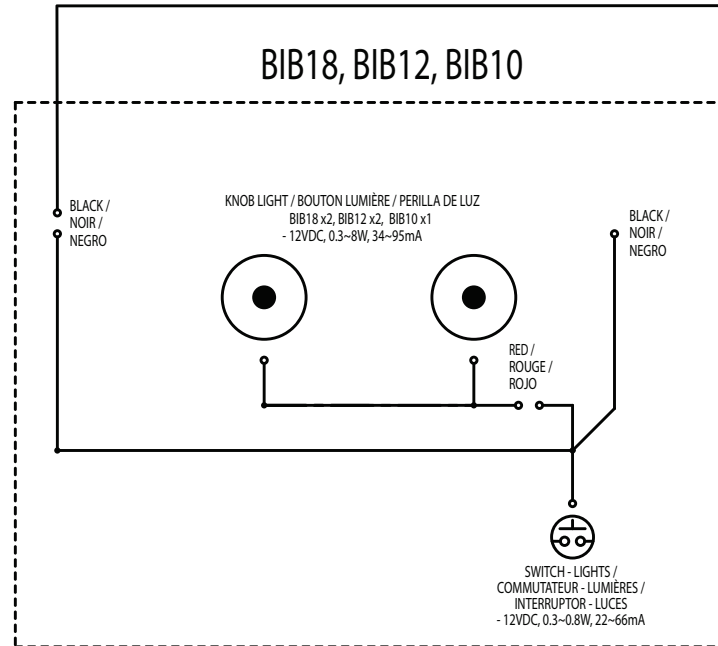 BIB18, BIB12, BIB10
BLACK /
NOIR /
NEGRO
KNOB LIGHT / BOUTON LUMIÈRE / PERILLA DE LUZ
BIB18 x2, BIB12 x2, BIB10 x1
- 12VDC, 0.3~8W, 34~95mA
BLACK /
NOIR /
NEGRO
RED /
ROUGE /
ROJO
SWITCH - LIGHTS /
COMMUTATEUR - LUMIÈRES /
INTERRUPTOR - LUCES
- 12VDC, 0.3~0.8W, 22~66mA